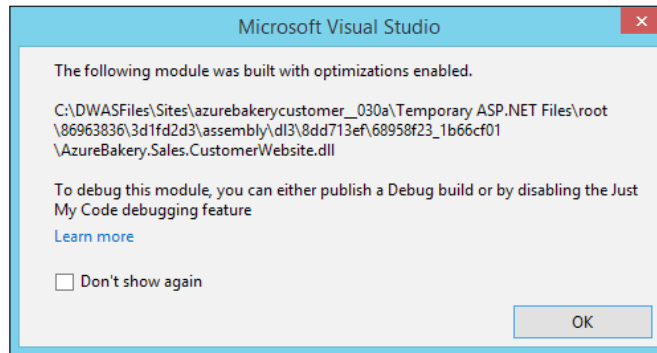 Microsoft Visual Studio
The following module was built with optimizations enabled.
C:\DWASFiles\Sites\azurebakerycustomer__030a\Temporary ASP.NET Files\root
\86963836\3d1fd2d3\assembly\dl3\8dd713ef\68958f23_1b66cf01
\AzureBakery.Sales.CustomerWebsite.dll
To debug this module, you can either publish a Debug build or by disabling the Just
My Code debugging feature
Learn more
Don't show again
OK